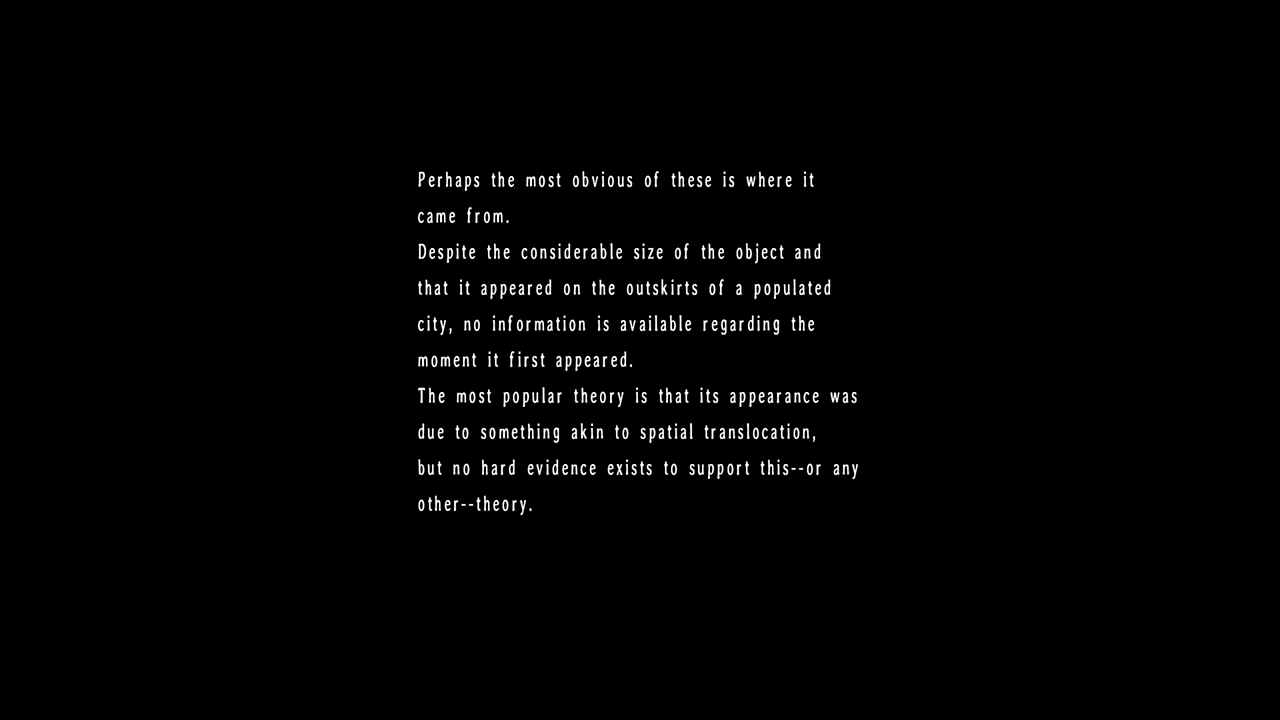 Perhaps the most obvious of these is where it
came from.
Despite the considerable size of the object and
that it appeared on the outskirts of a populated
city, no information is available regarding the
moment it first appeared.
The most popular theory is that its appearance was
due to something akin to spatial translocation,
but no hard evidence exists to support this--or any
other--theory.